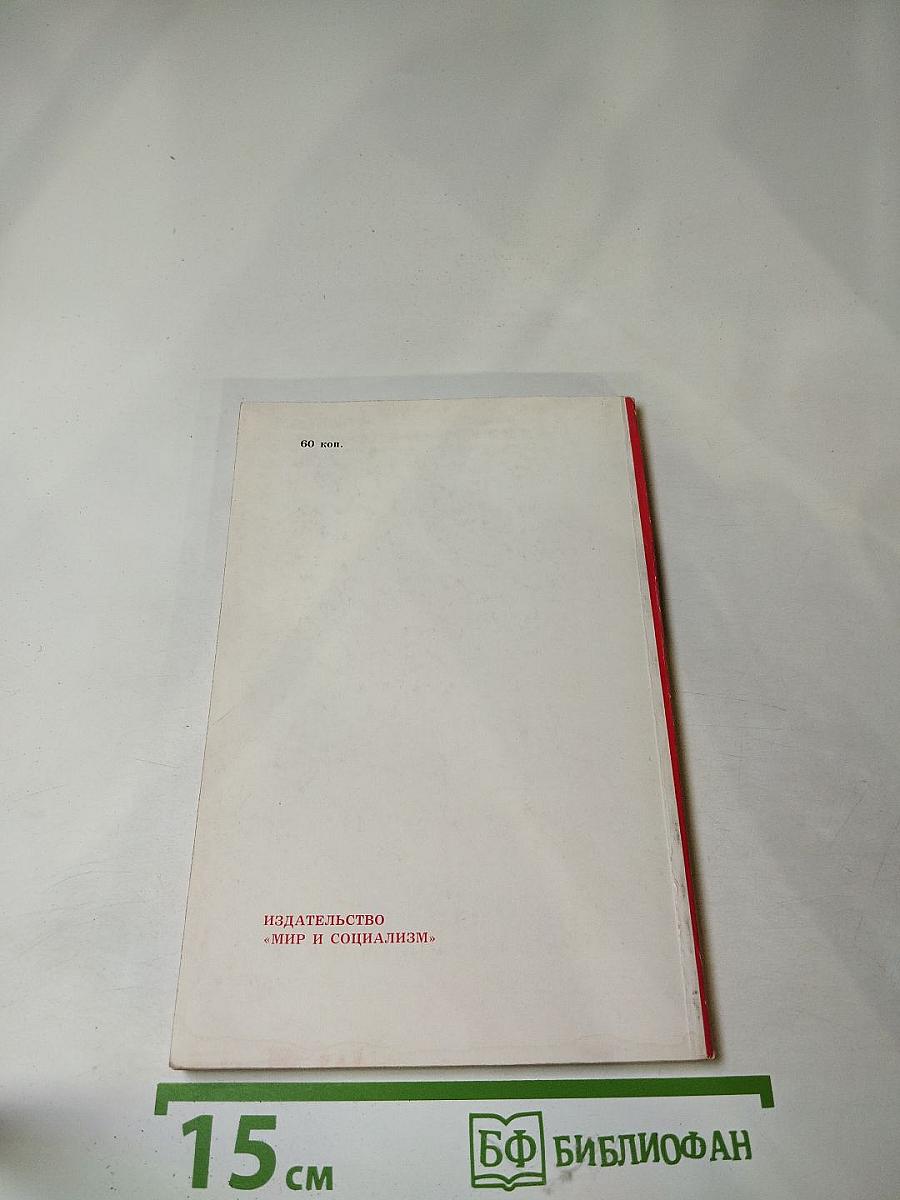 60 коп.
ИЗДАТЕЛЬСТВО
«МИР И СОЦИАЛИЗМ»
15 см
БФ БИБЛИОФАН